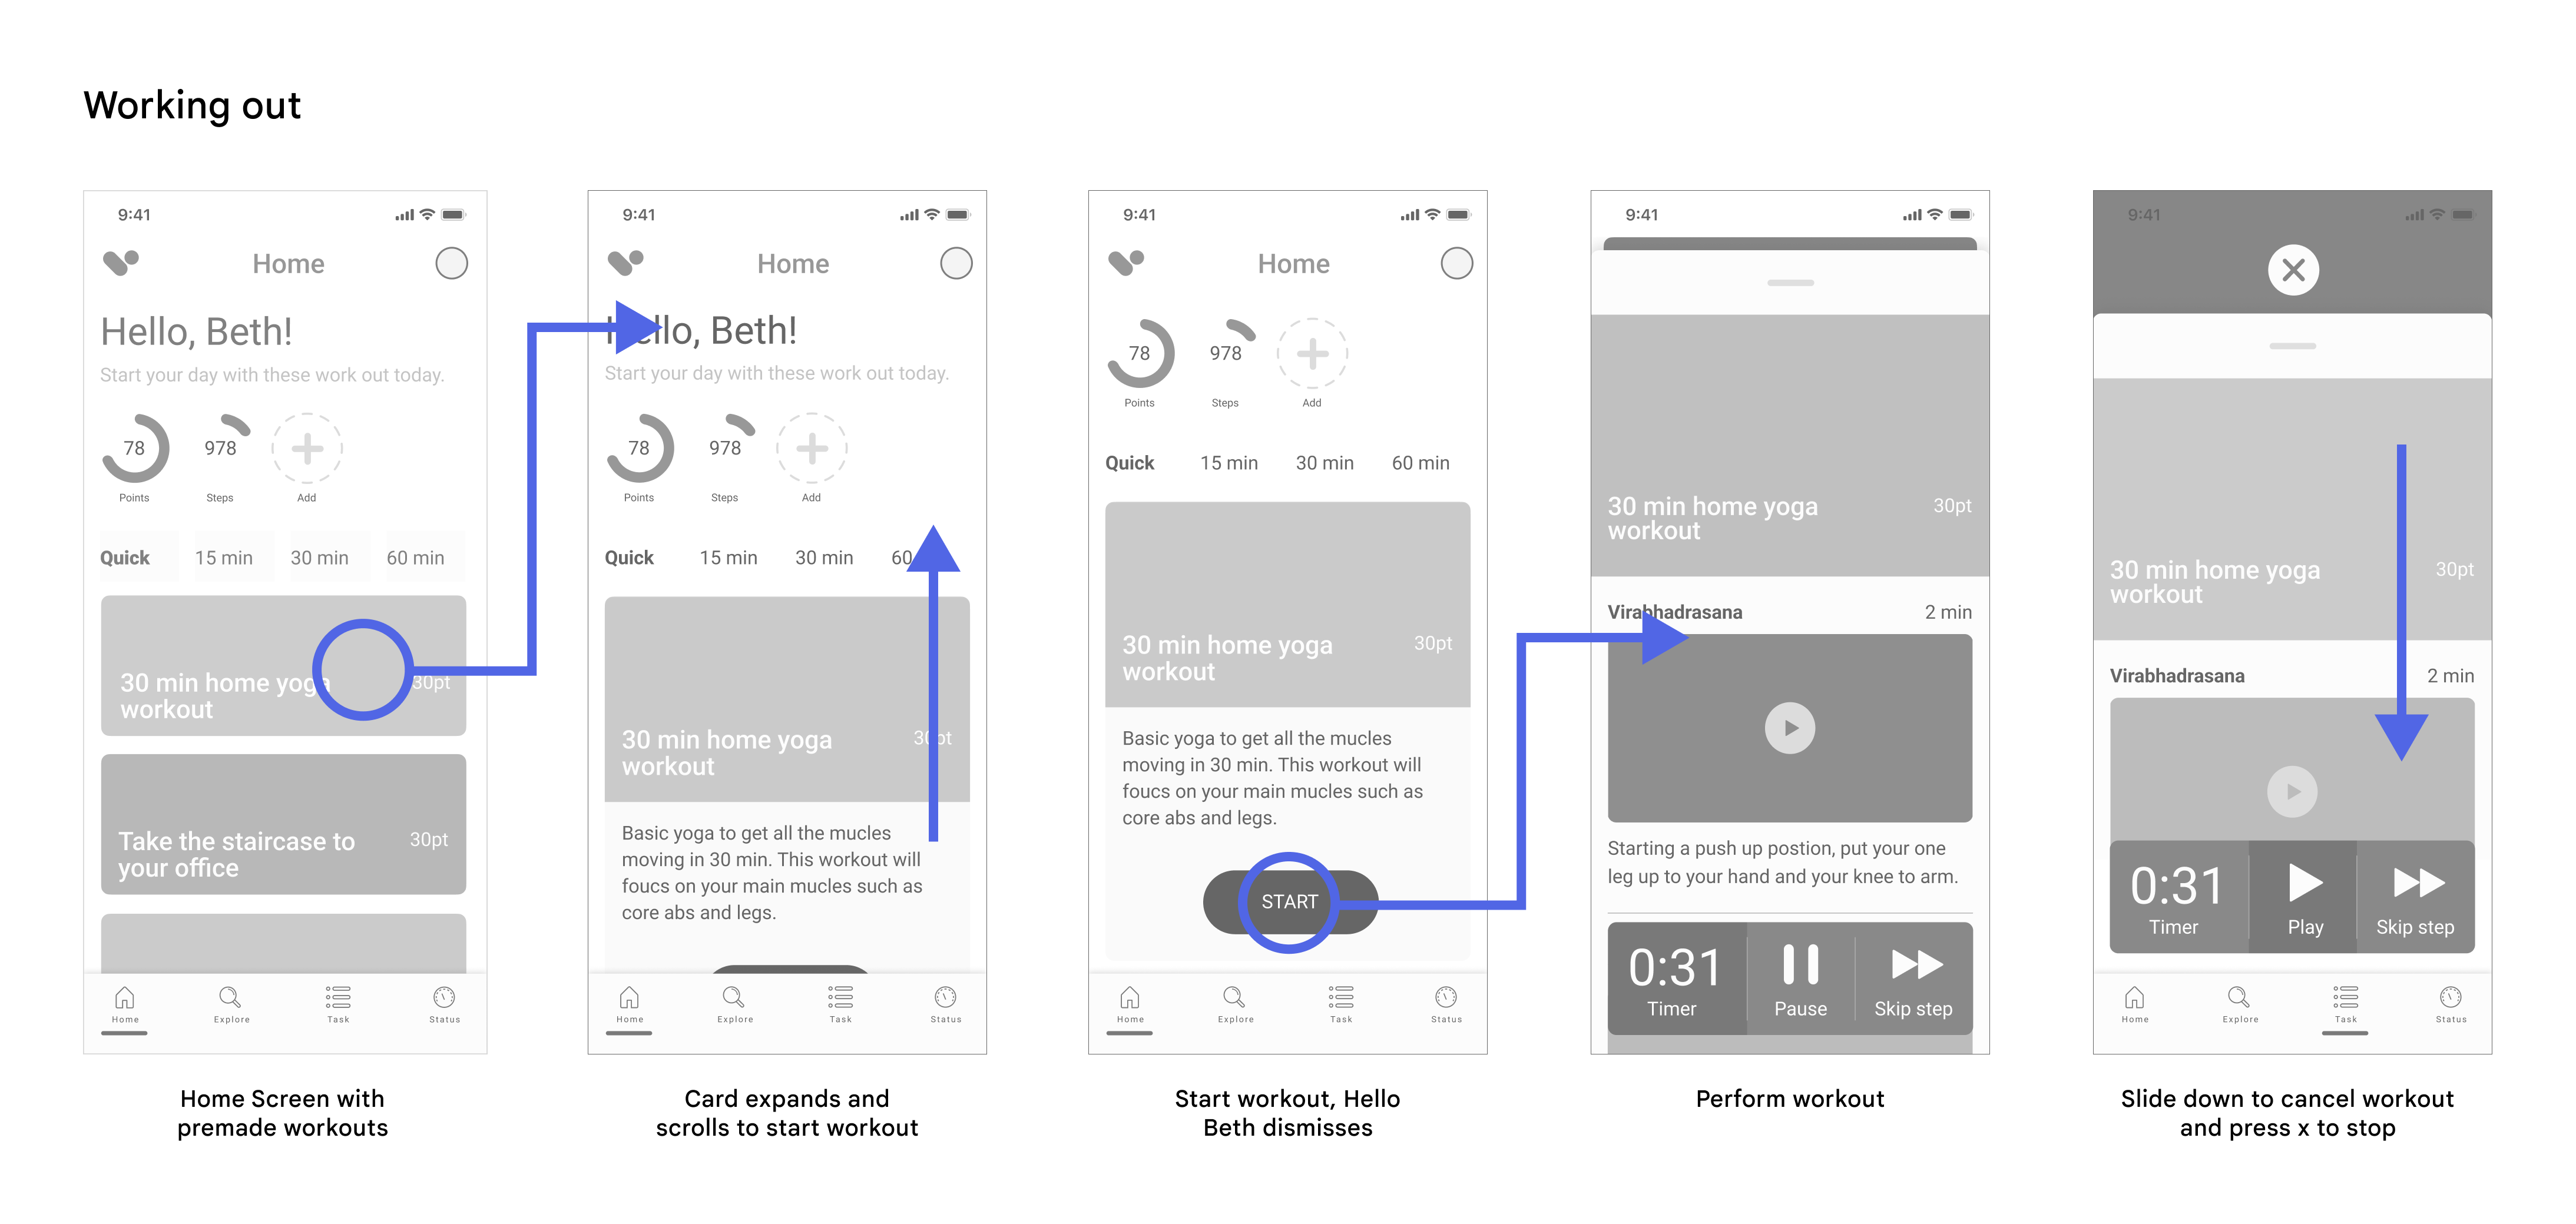 Working out
9:41
Home
Hello, Beth!
Start your day with these work out today.
78
978
Points
Steps
Add
Quick
15 min
30 min
60 min
30 min home yoga
workout
30pt
Take the staircase to
your office
30pt
Home
Explore
Task
Status
Home Screen with
premade workouts
9:41
Home
Hello, Beth!
Start your day with these work out today.
78
978
Points
Steps
Add
Quick
15 min
30 min
60
30 min home yoga
workout
30pt
Basic yoga to get all the mucles
moving in 30 min. This workout will
foucs on your main mucles such as
core abs and legs.
Home
Explore
Task
Status
Card expands and
scrolls to start workout
9:41
Home
78
978
Points
Steps
Add
Quick
15 min
30 min
60 min
30 min home yoga
workout
30pt
Basic yoga to get all the mucles
moving in 30 min. This workout will
foucs on your main mucles such as
core abs and legs.
START
Home
Explore
Task
Status
Start workout, Hello
Beth dismisses
9:41
30 min home yoga
workout
30pt
Virabhadrasana
2 min
Starting a push up postion, put your one
leg up to your hand and your knee to arm.
0:31
Timer
Pause
Skip step
Perform workout
9:41
30 min home yoga
workout
30pt
Virabhadrasana
2 min
0:31
Timer
Play
Skip step
Home
Explore
Task
Status
Slide down to cancel workout
and press x to stop